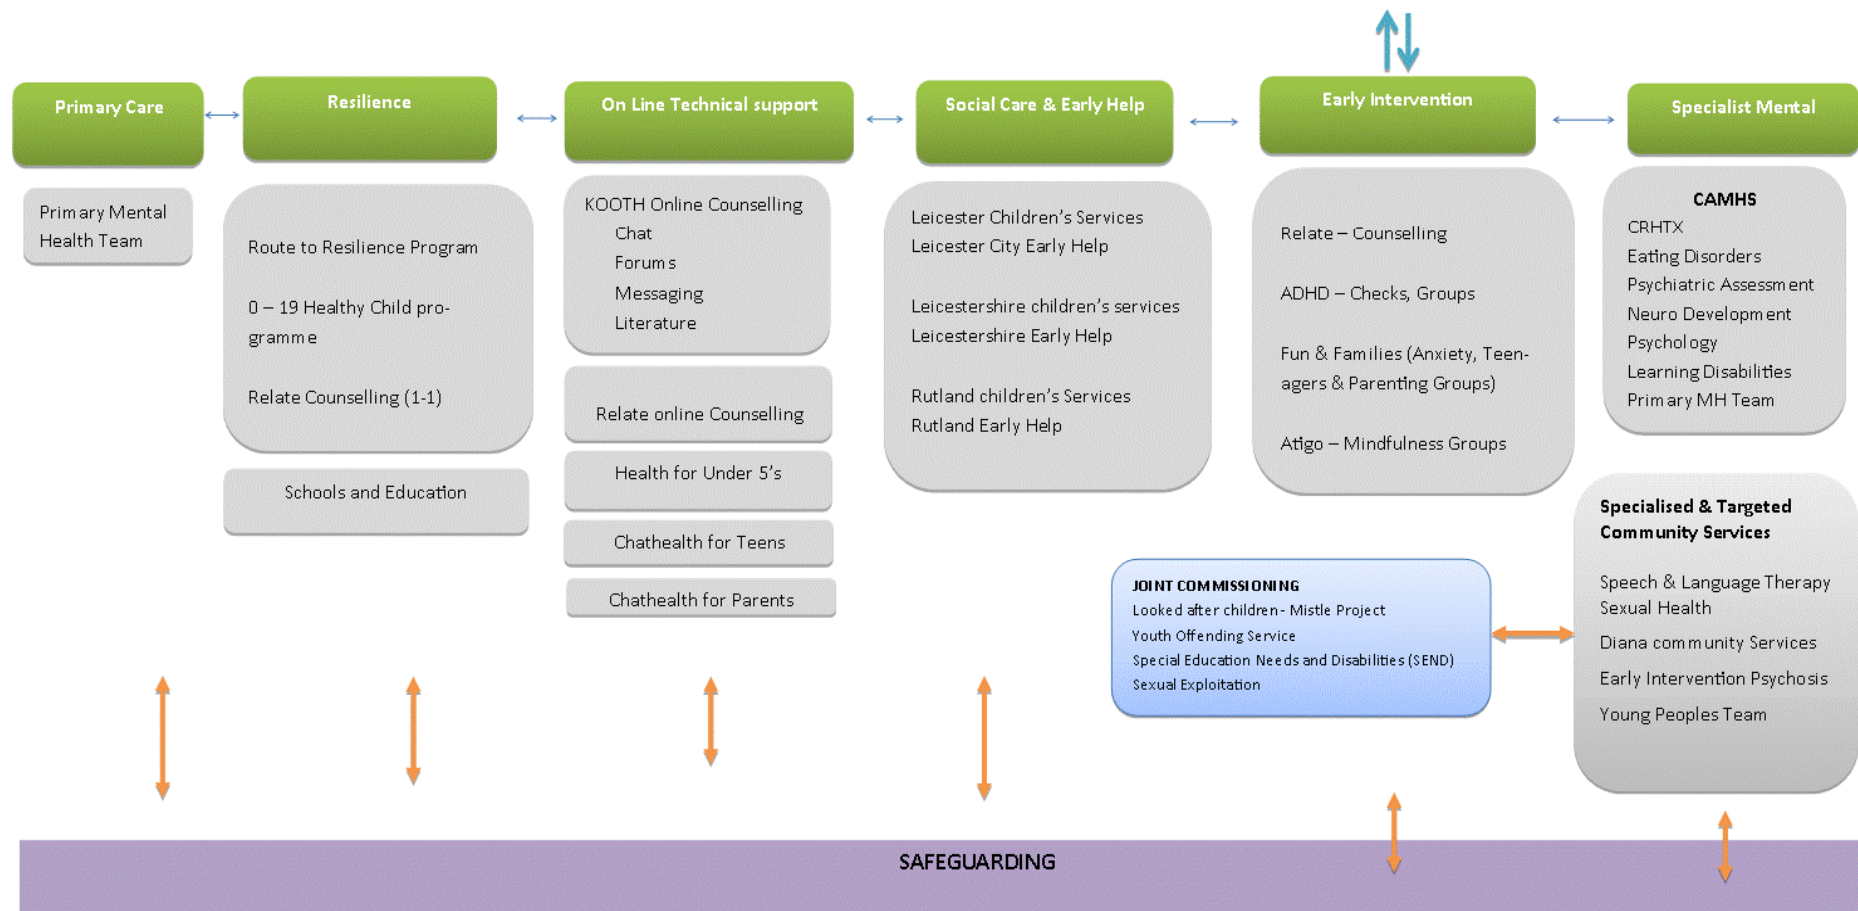 Primary Care
Resilience
On Line Technical support
Social Care & Early Help
Early Intervention
Specialist Mental
Primary Mental
Health Team
Route to Resilience Program
0 – 19 Healthy Child pro-
gramme
Relate Counselling (1-1)
Schools and Education
KOOTH Online Counselling
Chat
Forums
Messaging
Literature
Relate online Counselling
Health for Under 5's
Chathealth for Teens
Chathealth for Parents
Leicester Children's Services
Leicester City Early Help
Leicestershire children's services
Leicestershire Early Help
Rutland children's Services
Rutland Early Help
Relate – Counselling
ADHD – Checks, Groups
Fun & Families (Anxiety, Teen-
agers & Parenting Groups)
Atigo – Mindfulness Groups
CAMHS
CRHTX
Eating Disorders
Psychiatric Assessment
Neuro Development
Psychology
Learning Disabilities
Primary MH Team
Specialised & Targeted
Community Services
Speech & Language Therapy
Sexual Health
Diana community Services
Early Intervention Psychosis
Young Peoples Team
JOINT COMMISSIONING
Looked after children- Mistle Project
Youth Offending Service
Special Education Needs and Disabilities (SEND)
Sexual Exploitation
SAFEGUARDING